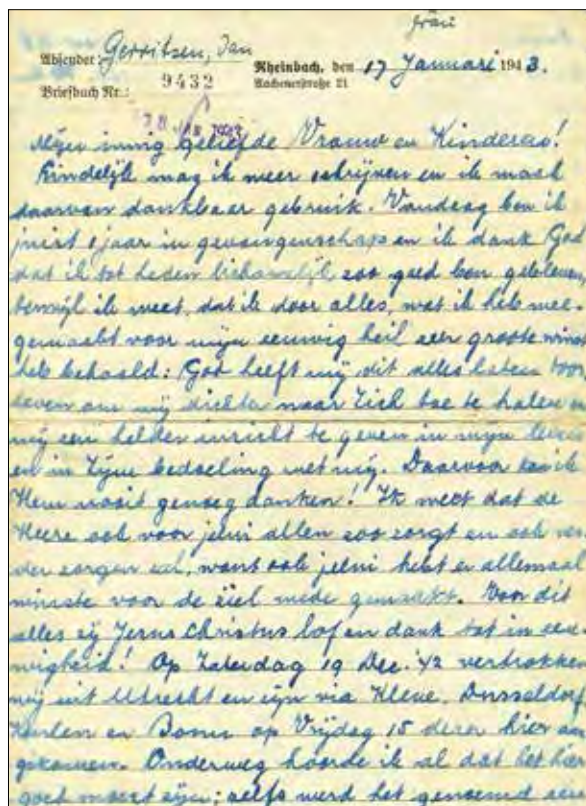 Frau
Absender: Gerritsen, Jan
Rheinbach, den 17 Januari 1943.
Briefbuch Nr.: 9432
Aachenerstraße 21
Mijn innig geliefde Vrouw en Kinderen!
Eindelijk mag ik weer schrijven en ik maak
daarvan dankbaar gebruik. Vandaag ben ik
juist 1 jaar in gevangenschap en ik dank God
dat ik tot heden lichamelijk zoo goed ben gebleven
terwijl ik weet, dat ik door alles, wat ik heb mee-
gemaakt voor mijn eeuwig heil zeer groote winst
heb behaald: God heeft mij dit alles laten door
leven om mij dichter naar Zich toe te halen en
mij een helder inzicht te geven in mijn leven
en in Zijne bedoeling met mij. Daarvoor kan ik
Hem nooit genoeg danken! Ik weet dat de
Heere ook voor jelui allen zoo zorgt en ook ver-
der zorgen zal, want ook jelui hebt er allemaal
winste voor de ziel mede gemaakt. Voor dit
alles zij Jezus Christus lof en dank tot in eeu-
wigheid! Op Zaterdag 19 Dec. '42 vertrokken
wij uit Utrecht en zijn via Kleve, Dusseldorf,
Keulen en Bonn op Vrijdag 15 dezer hier aan
gekomen. Onderweg hoorde ik al dat het hier
goed moest zijn; zelfs werd het genoemd een